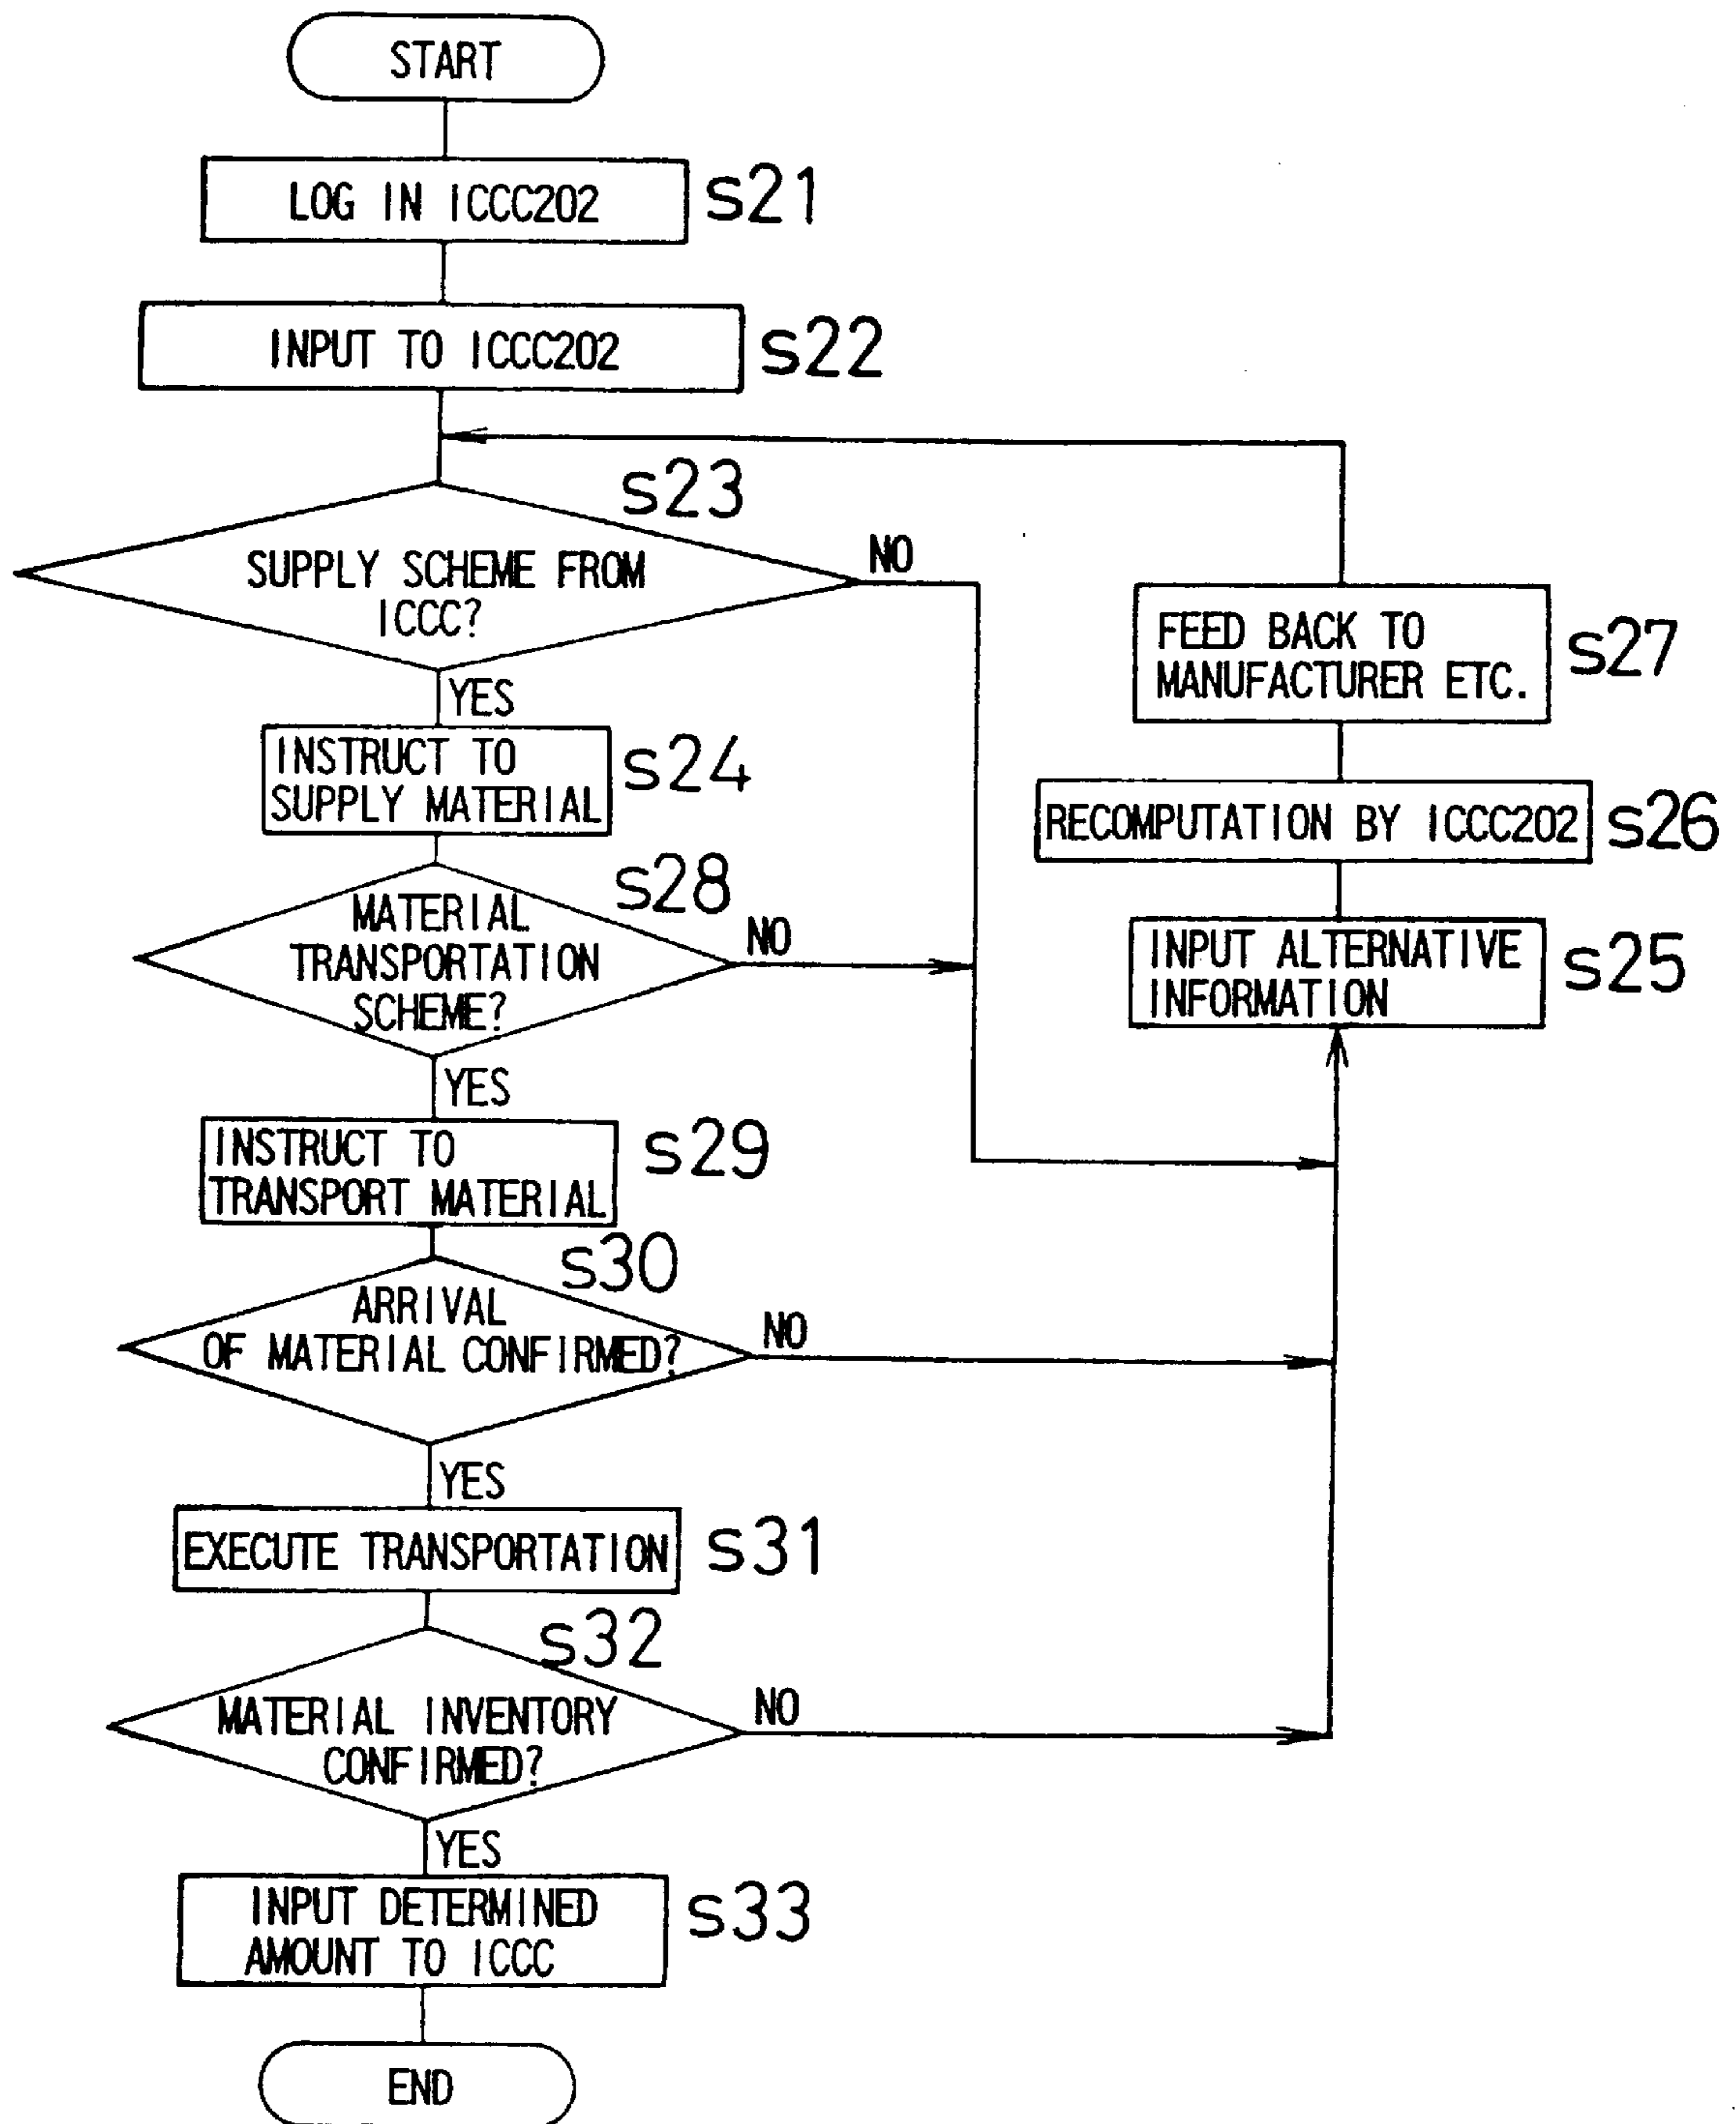 START
LOG IN ICCC202
s21
INPUT TO ICCC202
s22
s23
SUPPLY SCHEME FROM
ICCC?
NO
YES
INSTRUCT TO
SUPPLY MATERIAL
s24
s28
MATERIAL
TRANSPORTATION
SCHEME?
NO
YES
INSTRUCT TO
TRANSPORT MATERIAL
s29
s30
ARRIVAL
OF MATERIAL CONFIRMED?
NO
YES
EXECUTE TRANSPORTATION
s31
s32
MATERIAL INVENTORY
CONFIRMED?
NO
YES
INPUT DETERMINED
AMOUNT TO ICCC
s33
END
FEED BACK TO
MANUFACTURER ETC.
s27
RECOMPUTATION BY ICCC202
s26
INPUT ALTERNATIVE
INFORMATION
s25